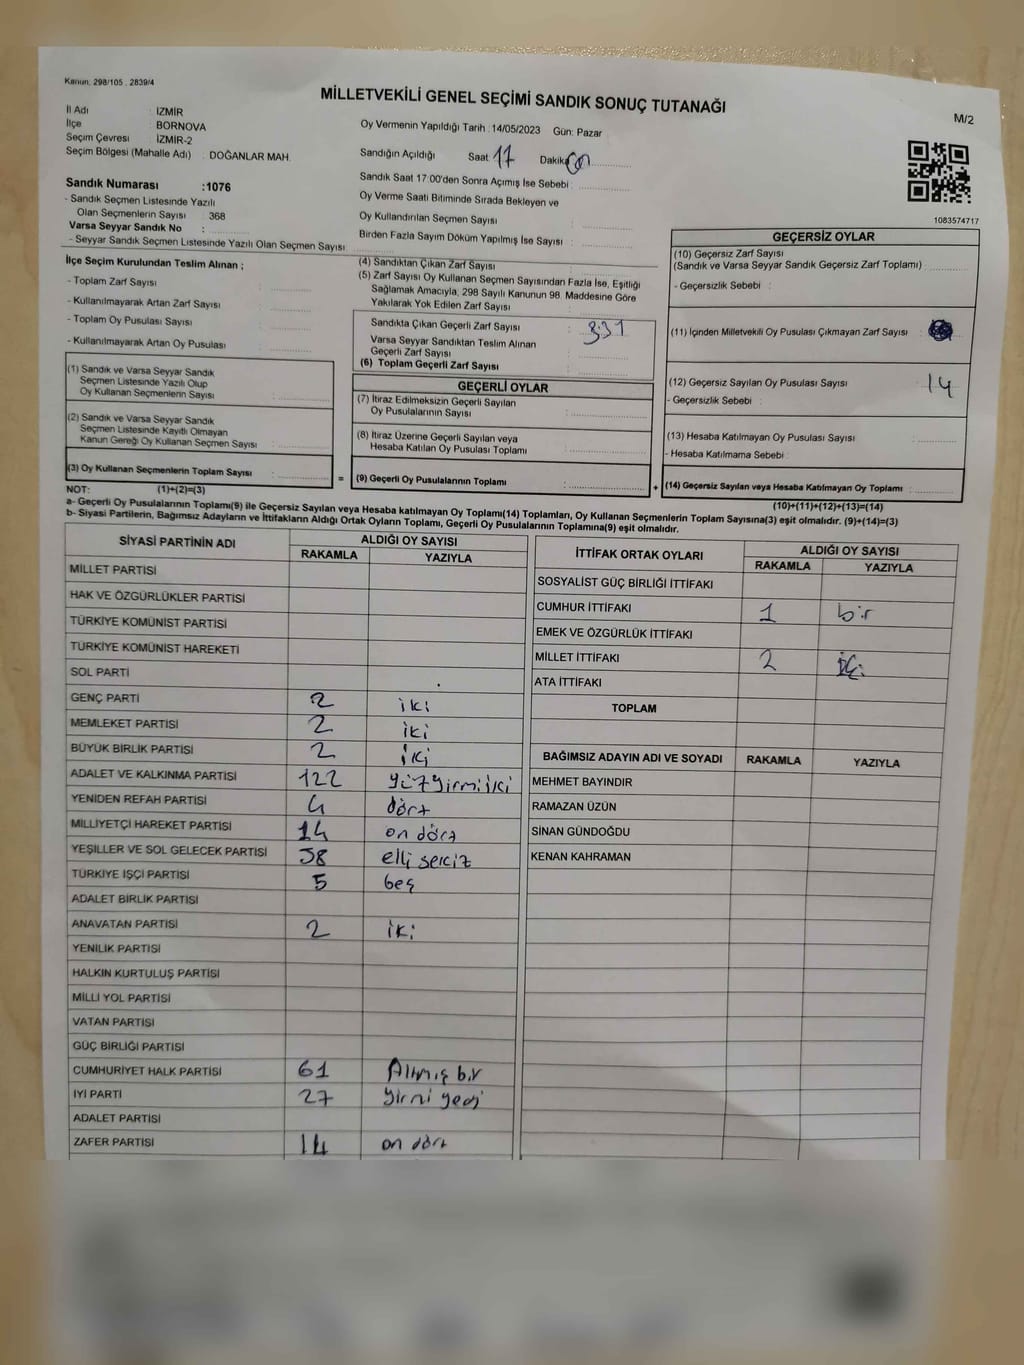 Kanun: 298/105 , 2839/4
MİLLETVEKİLİ GENEL SEÇİMİ SANDIK SONUÇ TUTANAĞI
M/2
İl Adı : İZMİR
İlçe BORNOVA
Seçim Çevresi İZMİR-2
Seçim Bölgesi (Mahalle Adı) : DOĞANLAR MAH.
Sandık Numarası :1076
- Sandık Seçmen Listesinde Yazılı
Olan Seçmenlerin Sayısı : 368
Varsa Seyyar Sandık No :
- Seyyar Sandık Seçmen Listesinde Yazılı Olan Seçmen Sayısı:
Oy Vermenin Yapıldığı Tarih :14/05/2023 Gün: Pazar
Sandığın Açıldığı Saat: 17 Dakika 00
Sandık Saat 17:00'den Sonra Açımış İse Sebebi :
Oy Verme Saati Bitiminde Sırada Bekleyen ve
Oy Kullandırılan Seçmen Sayısı :
Birden Fazla Sayım Döküm Yapılmış İse Sayısı :
1083574717
İlçe Seçim Kurulundan Teslim Alınan ;
- Toplam Zarf Sayısı :
- Kullanılmayarak Artan Zarf Sayısı :
- Toplam Oy Pusulası Sayısı :
- Kullanılmayarak Artan Oy Pusulası :
(1) Sandık ve Varsa Seyyar Sandık
Seçmen Listesinde Yazılı Olup
Oy Kullanan Seçmenlerin Sayısı :
(2) Sandık ve Varsa Seyyar Sandık
Seçmen Listesinde Kayıtlı Olmayan
Kanun Gereği Oy Kullanan Seçmen Sayısı :
(3) Oy Kullanan Seçmenlerin Toplam Sayısı :
(4) Sandıktan Çıkan Zarf Sayısı :
(5) Zarf Sayısı Oy Kullanan Seçmen Sayısından Fazla İse, Eşitliği
Sağlamak Amacıyla, 298 Sayılı Kanunun 98. Maddesine Göre
Yakılarak Yok Edilen Zarf Sayısı :
Sandıkta Çıkan Geçerli Zarf Sayısı : 331
Varsa Seyyar Sandıktan Teslim Alınan
Geçerli Zarf Sayısı :
(6) Toplam Geçerli Zarf Sayısı :
GEÇERLİ OYLAR
(7) İtiraz Edilmeksizin Geçerli Sayılan
Oy Pusulalarının Sayısı :
(8) İtiraz Üzerine Geçerli Sayılan veya
Hesaba Katılan Oy Pusulası Toplamı :
= (9) Geçerli Oy Pusulalarının Toplamı :
GEÇERSİZ OYLAR
(10) Geçersiz Zarf Sayısı
(Sandık ve Varsa Seyyar Sandık Geçersiz Zarf Toplamı) :
- Geçersizlik Sebebi :
(11) İçinden Milletvekili Oy Pusulası Çıkmayan Zarf Sayısı :
(12) Geçersiz Sayılan Oy Pusulası Sayısı : 14
- Geçersizlik Sebebi :
(13) Hesaba Katılmayan Oy Pusulası Sayısı :
- Hesaba Katılmama Sebebi :
+ (14) Geçersiz Sayılan veya Hesaba Katılmayan Oy Toplamı :
NOT: (1)+(2)=(3) (10)+(11)+(12)+(13)=(14)
a- Geçerli Oy Pusulalarının Toplamı(9) ile Geçersiz Sayılan veya Hesaba katılmayan Oy Toplamı(14) Toplamları, Oy Kullanan Seçmenlerin Toplam Sayısına(3) eşit olmalıdır. (9)+(14)=(3)
b- Siyasi Partilerin, Bağımsız Adayların ve İttifakların Aldığı Ortak Oyların Toplamı, Geçerli Oy Pusulalarının Toplamına(9) eşit olmalıdır.
SİYASİ PARTİNİN ADI ALDIĞI OY SAYISI
RAKAMLA YAZIYLA
MİLLET PARTİSİ
HAK VE ÖZGÜRLÜKLER PARTİSİ
TÜRKİYE KOMÜNİST PARTİSİ
TÜRKİYE KOMÜNİST HAREKETİ
SOL PARTİ
GENÇ PARTİ 2 iki
MEMLEKET PARTİSİ 2 iki
BÜYÜK BİRLİK PARTİSİ 2 iki
ADALET VE KALKINMA PARTİSİ 122 yüzyirmiiki
YENİDEN REFAH PARTİSİ 4 dört
MİLLİYETÇİ HAREKET PARTİSİ 14 on dört
YEŞİLLER VE SOL GELECEK PARTİSİ 58 elli sekiz
TÜRKİYE İŞÇİ PARTİSİ 5 beş
ADALET BİRLİK PARTİSİ
ANAVATAN PARTİSİ 2 iki
YENİLİK PARTİSİ
HALKIN KURTULUŞ PARTİSİ
MİLLİ YOL PARTİSİ
VATAN PARTİSİ
GÜÇ BİRLİĞİ PARTİSİ
CUMHURİYET HALK PARTİSİ 61 Altmış bir
İYİ PARTİ 27 yirmi yedi
ADALET PARTİSİ
ZAFER PARTİSİ 14 on dört
İTTİFAK ORTAK OYLARI ALDIĞI OY SAYISI
RAKAMLA YAZIYLA
SOSYALİST GÜÇ BİRLİĞİ İTTİFAKI
CUMHUR İTTİFAKI 1 bir
EMEK VE ÖZGÜRLÜK İTTİFAKI
MİLLET İTTİFAKI 2 iki
ATA İTTİFAKI
TOPLAM
BAĞIMSIZ ADAYIN ADI VE SOYADI RAKAMLA YAZIYLA
MEHMET BAYINDIR
RAMAZAN ÜZÜN
SİNAN GÜNDOĞDU
KENAN KAHRAMAN